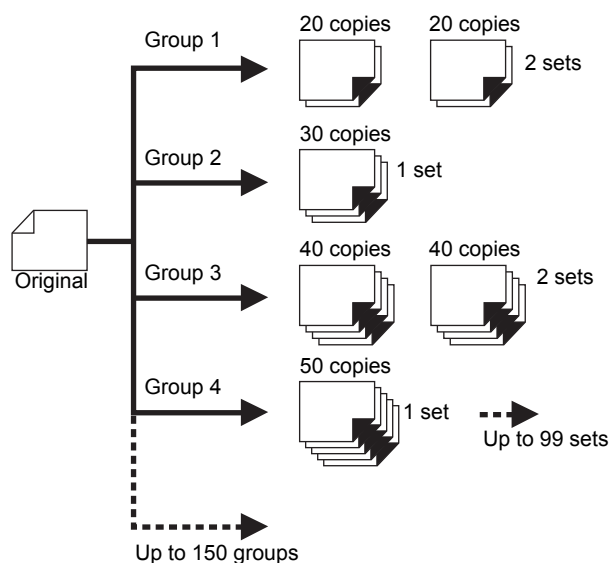 Group 1
20 copies
20 copies
2 sets
Group 2
30 copies
1 set
Original
Group 3
40 copies
40 copies
2 sets
Group 4
50 copies
1 set
Up to 99 sets
Up to 150 groups